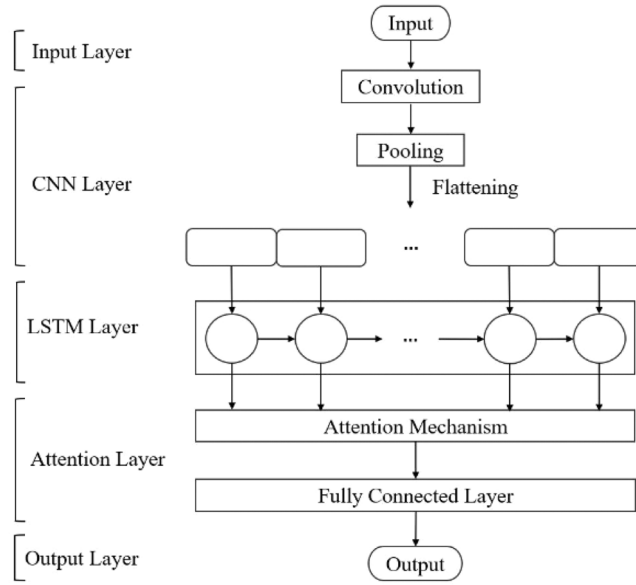 Input
Input Layer
Convolution
Pooling
CNN Layer
Flattening
...
LSTM Layer
...
Attention Mechanism
Attention Layer
Fully Connected Layer
Output Layer
Output